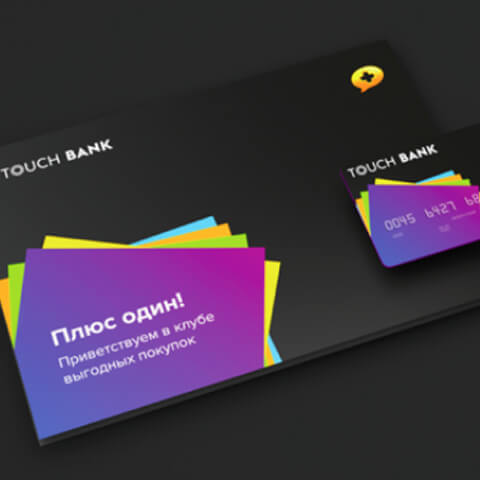 TOUCH BANK
Плюс один!
Приветствуем в клубе
выгодных покупок
TOUCH BANK
0045 6427